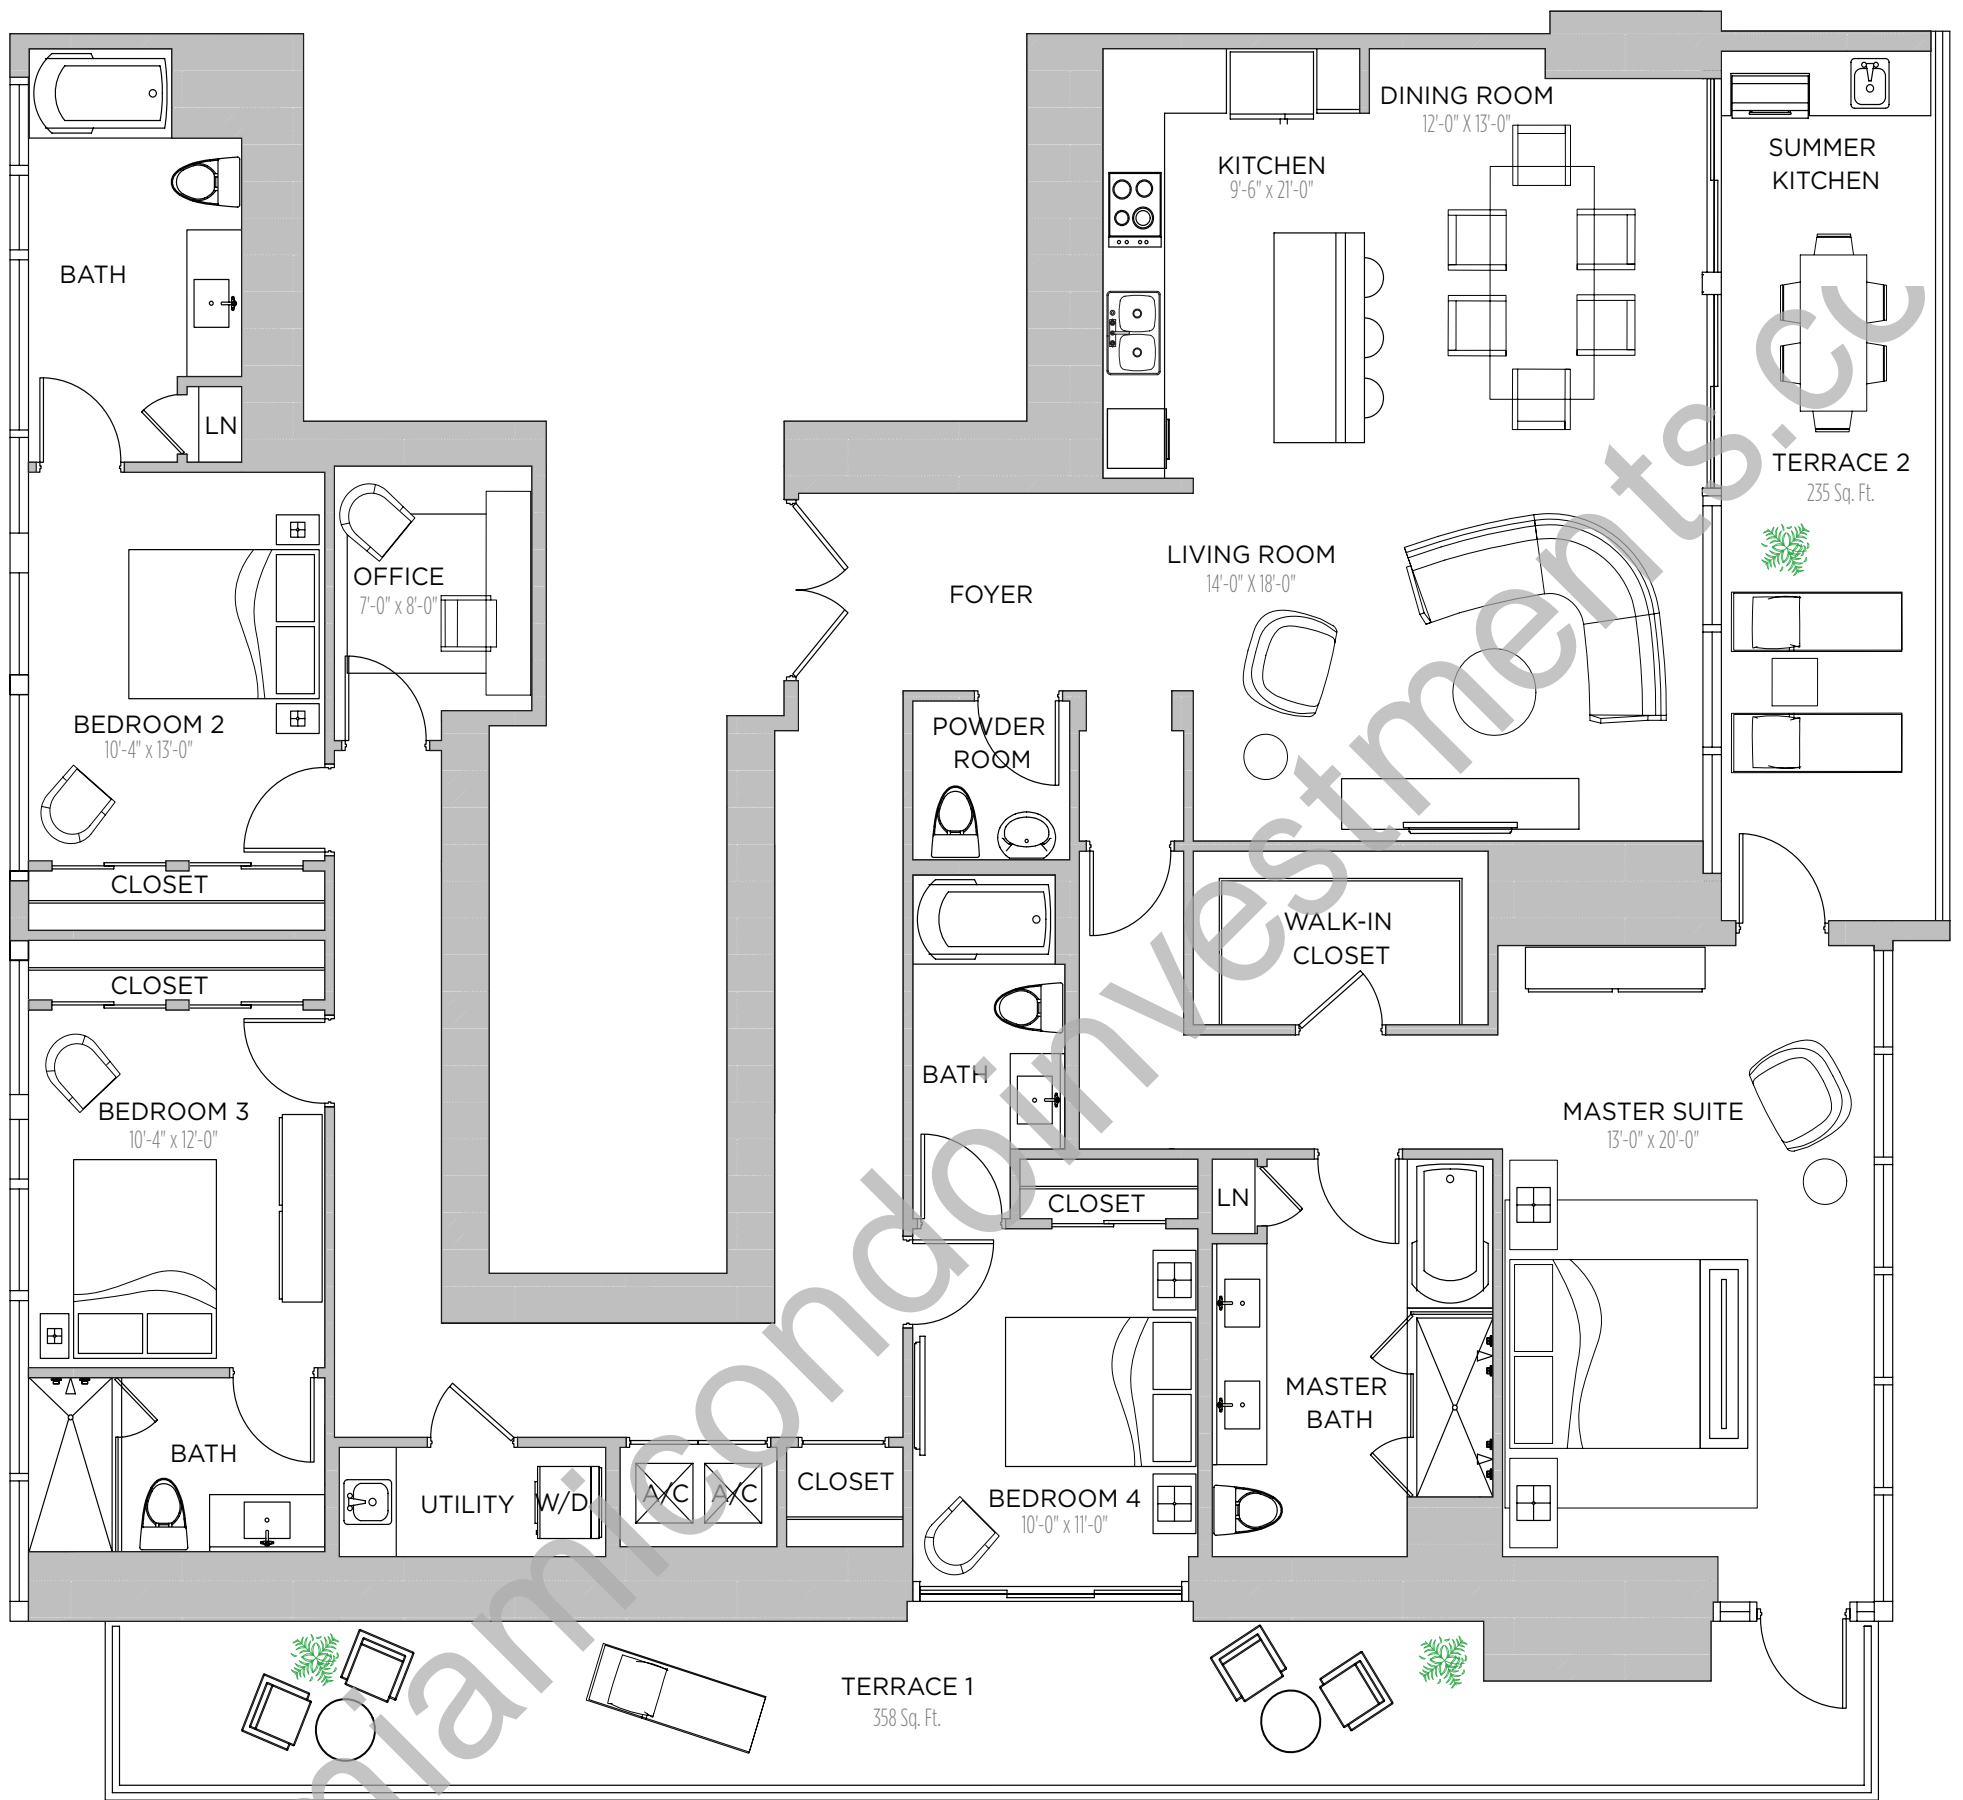 DINING ROOM
12'-0" X 13'-0"
KITCHEN
9'-6" x 21'-0"
SUMMER
KITCHEN
BATH
LN
TERRACE 2
235 Sq. Ft.
OFFICE
7'-0" x 8'-0"
FOYER
LIVING ROOM
14'-0" X 18'-0"
BEDROOM 2
10'-4" x 13'-0"
POWDER
ROOM
CLOSET
WALK-IN
CLOSET
CLOSET
BATH
BEDROOM 3
10'-4" x 12'-0"
MASTER SUITE
13'-0" x 20'-0"
CLOSET
LN
MASTER
BATH
BATH
UTILITY
W/D
A/C
A/C
CLOSET
BEDROOM 4
10'-0" x 11'-0"
TERRACE 1
358 Sq. Ft.
miamicondoinvestments.co